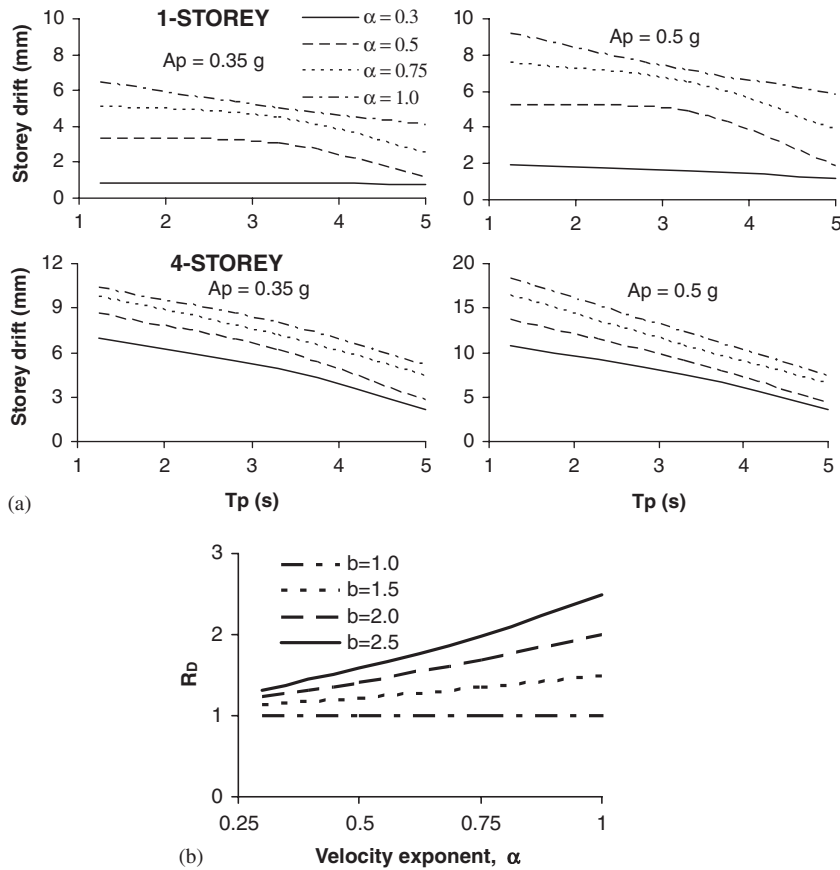 1-STOREY
α = 0.3
α = 0.5
α = 0.75
α = 1.0
Ap = 0.35 g
Storey drift (mm)
10
8
6
4
2
0
1 2 3 4 5
Ap = 0.5 g
10
8
6
4
2
0
1 2 3 4 5
4-STOREY
Ap = 0.35 g
Storey drift (mm)
12
9
6
3
0
1 2 3 4 5
Tp (s)
Ap = 0.5 g
20
15
10
5
0
1 2 3 4 5
Tp (s)
(a)
b=1.0
b=1.5
b=2.0
b=2.5
RD
3
2
1
0
0.25 0.5 0.75 1
Velocity exponent, α
(b)